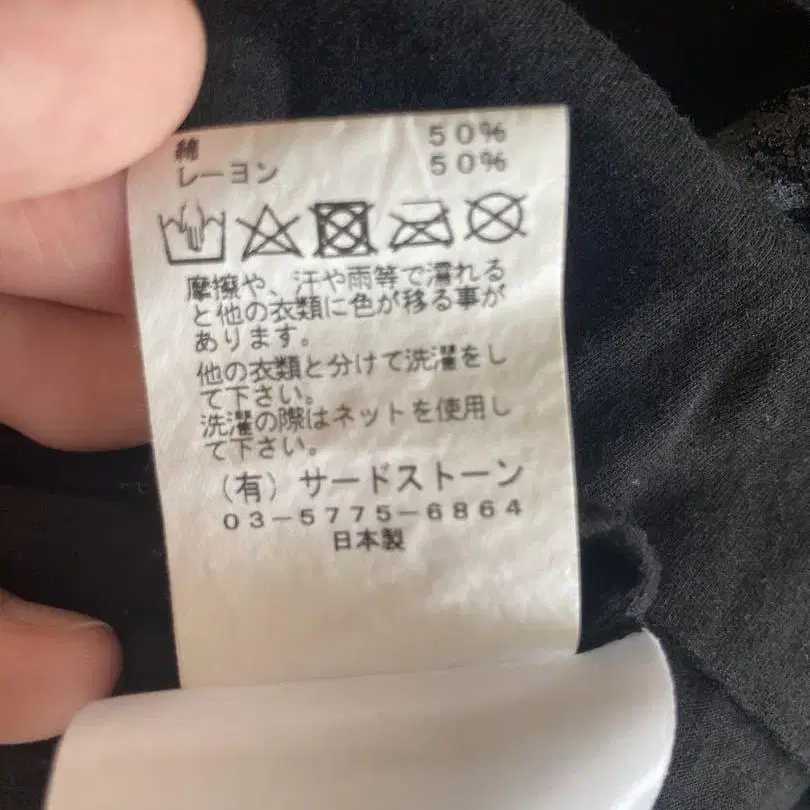 綿 50%
レーヨン 50%
摩擦や、汗や雨等で濡れる
と他の衣類に色が移る事が
あります。
他の衣類と分けて洗濯をし
て下さい。
洗濯の際はネットを使用し
て下さい。
(有) サードストーン
03-5775-6864
日本製